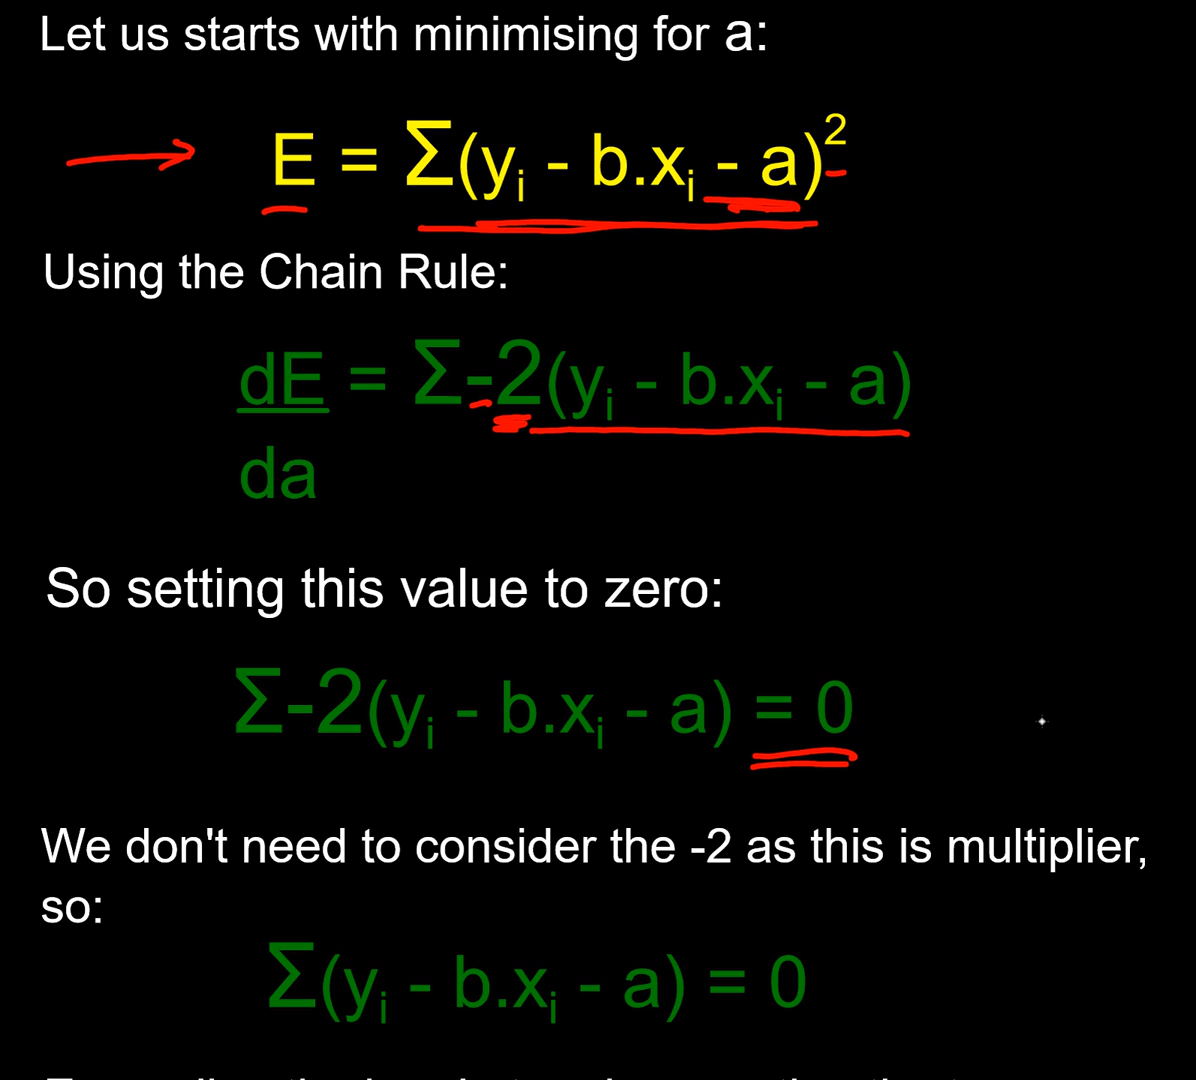 Let us starts with minimising for a:
E = Σ(yᵢ - b.xᵢ - a)²
Using the Chain Rule:
dE = Σ-2(yᵢ - b.xᵢ - a)
da
So setting this value to zero:
Σ-2(yᵢ - b.xᵢ - a) = 0
We don't need to consider the -2 as this is multiplier,
so:
Σ(yᵢ - b.xᵢ - a) = 0